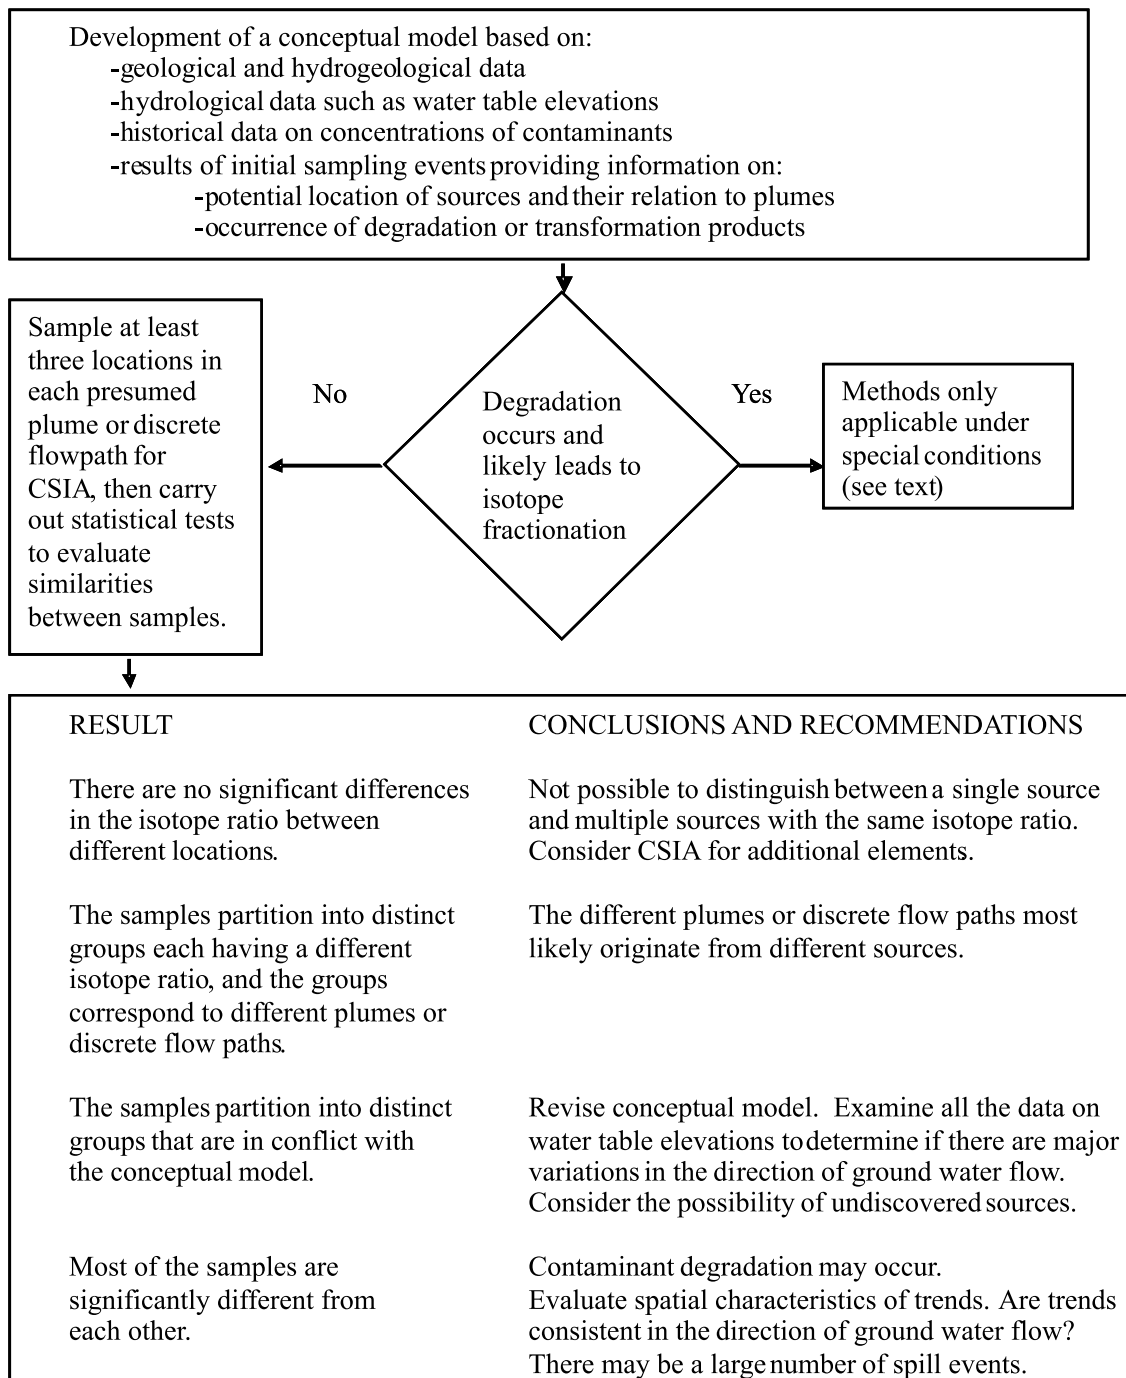 Development of a conceptual model based on:
-geological and hydrogeological data
-hydrological data such as water table elevations
-historical data on concentrations of contaminants
-results of initial sampling events providing information on:
-potential location of sources and their relation to plumes
-occurrence of degradation or transformation products
Sample at least
three locations in
each presumed
plume or discrete
flowpath for
CSIA, then carry
out statistical tests
to evaluate
similarities
between samples.
No
Degradation
occurs and
likely leads to
isotope
fractionation
Yes
Methods only
applicable under
special conditions
(see text)
RESULT
CONCLUSIONS AND RECOMMENDATIONS
There are no significant differences
in the isotope ratio between
different locations.
Not possible to distinguish between a single source
and multiple sources with the same isotope ratio.
Consider CSIA for additional elements.
The samples partition into distinct
groups each having a different
isotope ratio, and the groups
correspond to different plumes or
discrete flow paths.
The different plumes or discrete flow paths most
likely originate from different sources.
The samples partition into distinct
groups that are in conflict with
the conceptual model.
Revise conceptual model.  Examine all the data on
water table elevations to determine if there are major
variations in the direction of ground water flow.
Consider the possibility of undiscovered sources.
Most of the samples are
significantly different from
each other.
Contaminant degradation may occur.
Evaluate spatial characteristics of trends. Are trends
consistent in the direction of ground water flow?
There may be a large number of spill events.